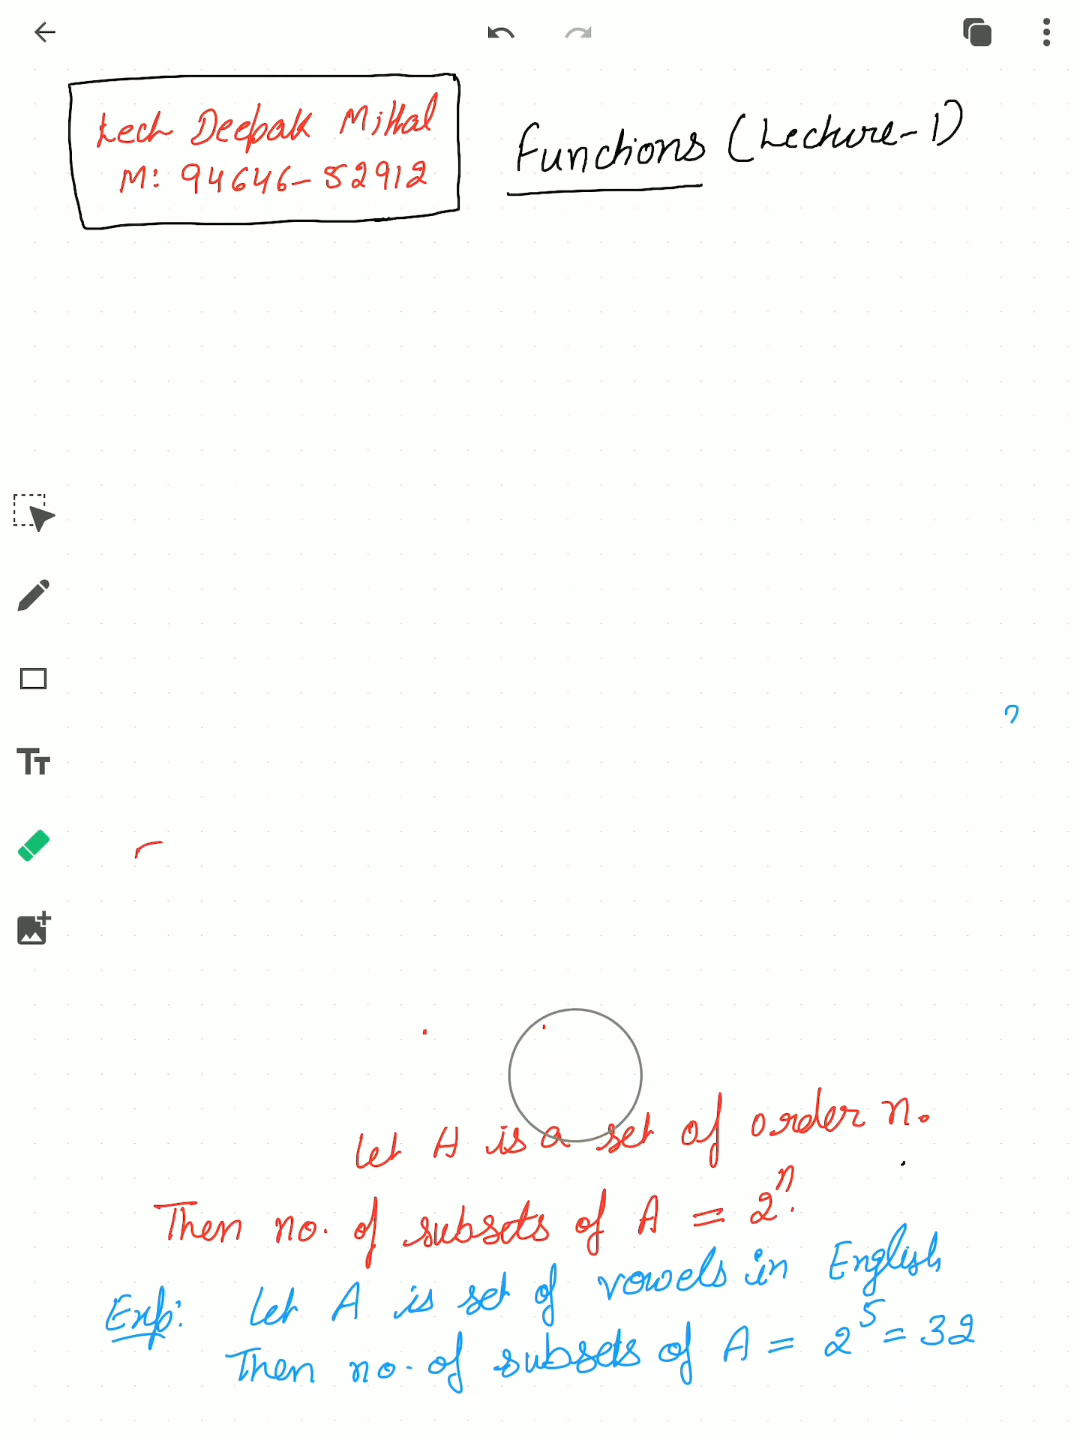 Lech Deepak Mittal
M: 94646-52912
Functions (Lecture-1)
Let A is a set of order n.
Then no. of subsets of A = 2ⁿ.
Exp: Let A is set of vowels in English
Then no. of subsets of A = 2⁵ = 32